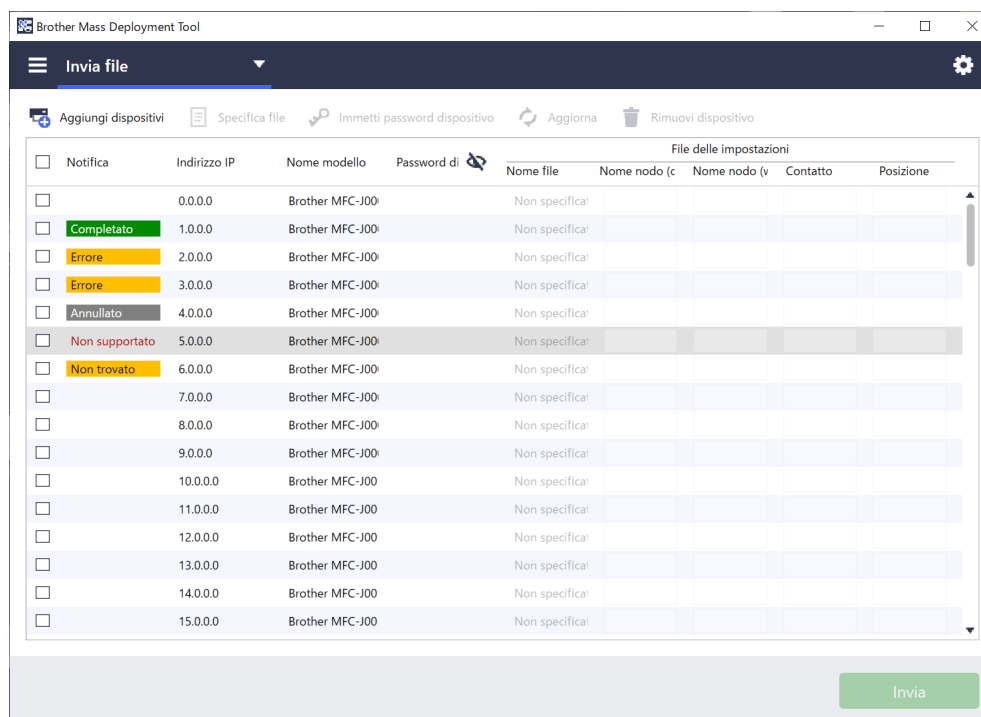 Brother Mass Deployment Tool
Invia file
Aggiungi dispositivi Specifica file Immetti password dispositivo Aggiorna Rimuovi dispositivo
File delle impostazioni
Notifica Indirizzo IP Nome modello Password di
Nome file Nome nodo (c Nome nodo (v Contatto Posizione
0.0.0.0 Brother MFC-J00 Non specificat
Completato 1.0.0.0 Brother MFC-J00 Non specificat
Errore 2.0.0.0 Brother MFC-J00 Non specificat
Errore 3.0.0.0 Brother MFC-J00 Non specificat
Annullato 4.0.0.0 Brother MFC-J00 Non specificat
Non supportato 5.0.0.0 Brother MFC-J00 Non specificat
Non trovato 6.0.0.0 Brother MFC-J00 Non specificat
7.0.0.0 Brother MFC-J00 Non specificat
8.0.0.0 Brother MFC-J00 Non specificat
9.0.0.0 Brother MFC-J00 Non specificat
10.0.0.0 Brother MFC-J00 Non specificat
11.0.0.0 Brother MFC-J00 Non specificat
12.0.0.0 Brother MFC-J00 Non specificat
13.0.0.0 Brother MFC-J00 Non specificat
14.0.0.0 Brother MFC-J00 Non specificat
15.0.0.0 Brother MFC-J00 Non specificat
Invia